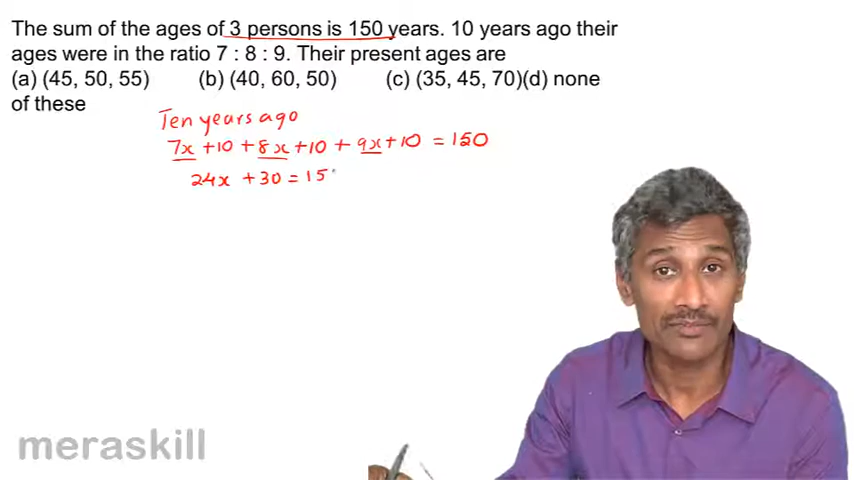 The sum of the ages of 3 persons is 150 years. 10 years ago their
ages were in the ratio 7 : 8 : 9. Their present ages are
(a) (45, 50, 55) (b) (40, 60, 50) (c) (35, 45, 70)(d) none
of these
Ten years ago
7x +10 + 8x +10 + 9x +10 = 150
24x +30 = 15
meraskill